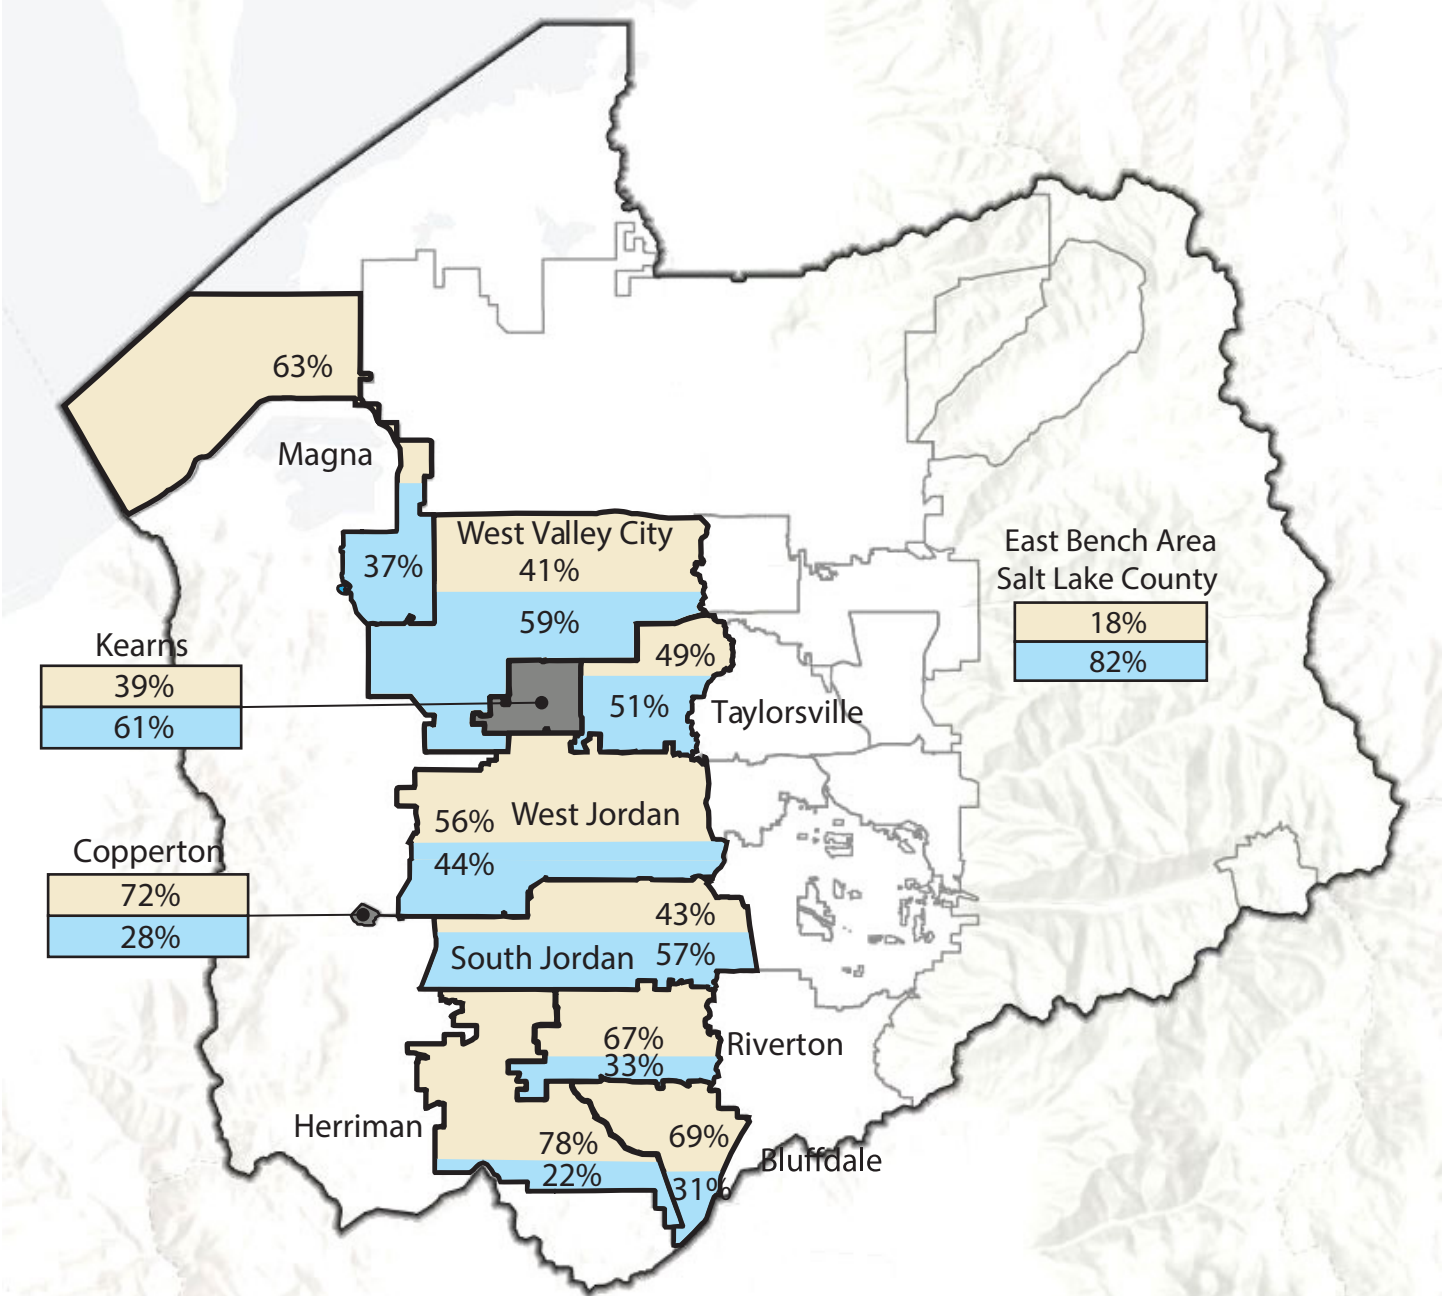 63%
Magna
37%
West Valley City
41%
59%
East Bench Area
Salt Lake County
18%
82%
Kearns
39%
61%
49%
51%
Taylorsville
56%
West Jordan
44%
Copperton
72%
28%
43%
South Jordan
57%
67%
33%
Riverton
Herriman
78%
22%
69%
31%
Bluffdale